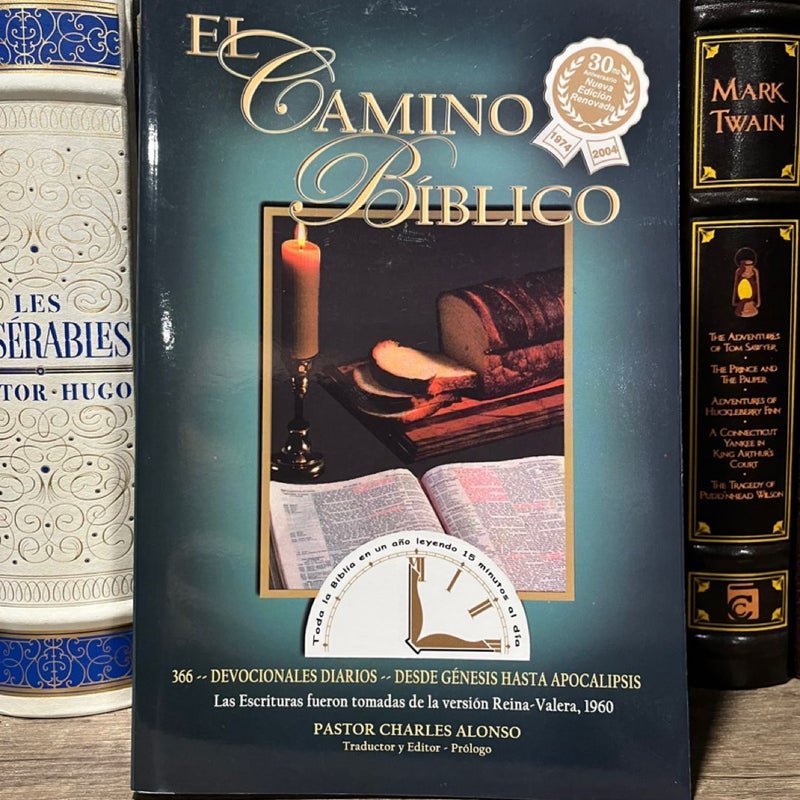 LES
SÉRABLES
TOR · HUGO
EL
CAMINO
BÍBLICO
30º
Aniversario
Nueva
Edición
Renovada
1974
2004
Toda la Biblia en un año leyendo 15 minutos al día
366 -- DEVOCIONALES DIARIOS -- DESDE GÉNESIS HASTA APOCALIPSIS
Las Escrituras fueron tomadas de la versión Reina-Valera, 1960
PASTOR CHARLES ALONSO
Traductor y Editor - Prólogo
MARK
TWAIN
THE ADVENTURES
OF TOM SAWYER
THE PRINCE AND
THE PAUPER
ADVENTURES OF
HUCKLEBERRY FINN
A CONNECTICUT
YANKEE IN
KING ARTHUR'S
COURT
THE TRAGEDY OF
PUDD'NHEAD WILSON